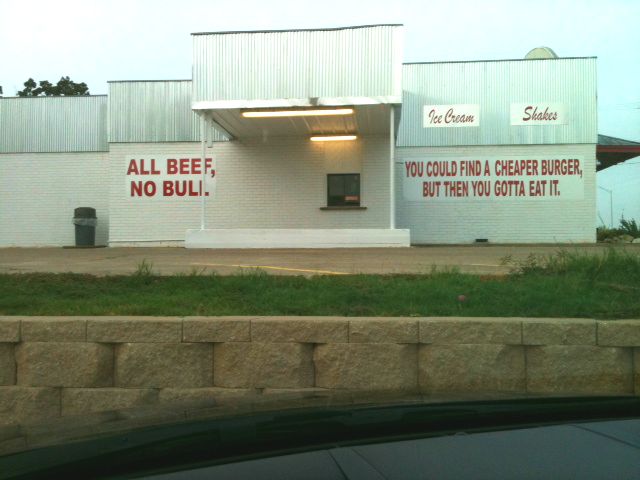 Ice Cream
Shakes
ALL BEEF,
NO BULL.
YOU COULD FIND A CHEAPER BURGER,
BUT THEN YOU GOTTA EAT IT.